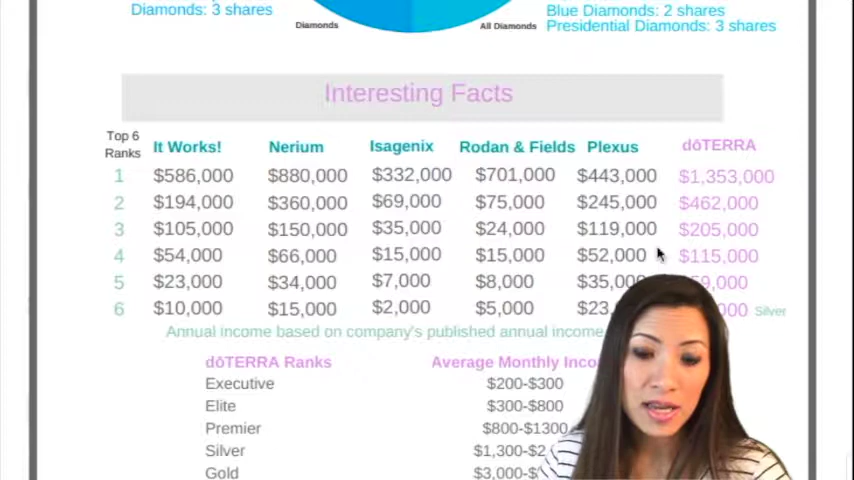 Diamonds: 3 shares
Blue Diamonds: 2 shares
Presidential Diamonds: 3 shares
Diamonds
All Diamonds
Interesting Facts
Top 6 Ranks It Works! Nerium Isagenix Rodan & Fields Plexus dōTERRA
1 $586,000 $880,000 $332,000 $701,000 $443,000 $1,353,000
2 $194,000 $360,000 $69,000 $75,000 $245,000 $462,000
3 $105,000 $150,000 $35,000 $24,000 $119,000 $205,000
4 $54,000 $66,000 $15,000 $15,000 $52,000 $115,000
5 $23,000 $34,000 $7,000 $8,000 $35,000
6 $10,000 $15,000 $2,000 $5,000 Silver
Annual income based on company's published annual income
dōTERRA Ranks Average Monthly
Executive $200-$300
Elite $300-$800
Premier $800-$1300
Silver
Gold